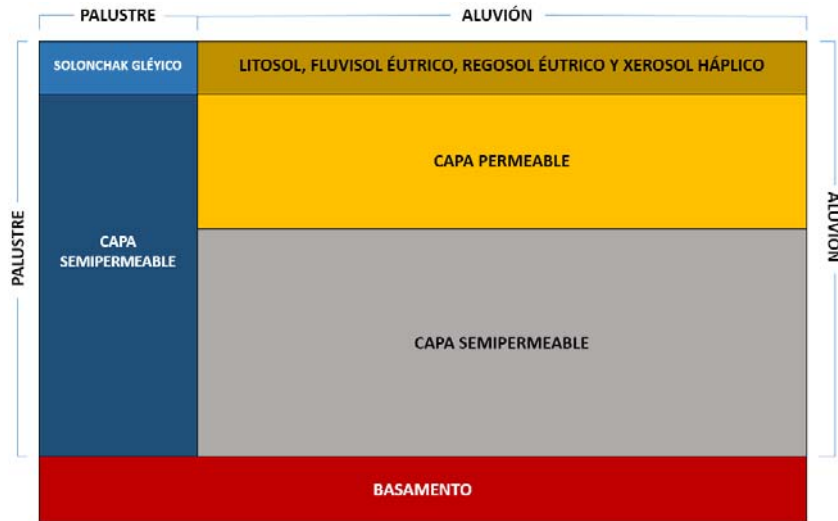 PALUSTRE
ALUVIÓN
SOLONCHAK GLÉYICO
LITOSOL, FLUVISOL ÉUTRICO, REGOSOL ÉUTRICO Y XEROSOL HÁPLICO
CAPA PERMEABLE
PALUSTRE
CAPA
SEMIPERMEABLE
ALUVIÓN
CAPA SEMIPERMEABLE
BASAMENTO